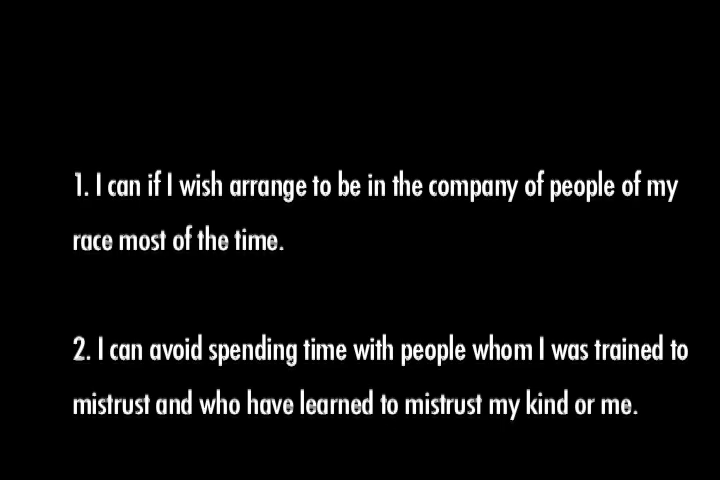 1. I can if I wish arrange to be in the company of people of my
race most of the time.
2. I can avoid spending time with people whom I was trained to
mistrust and who have learned to mistrust my kind or me.